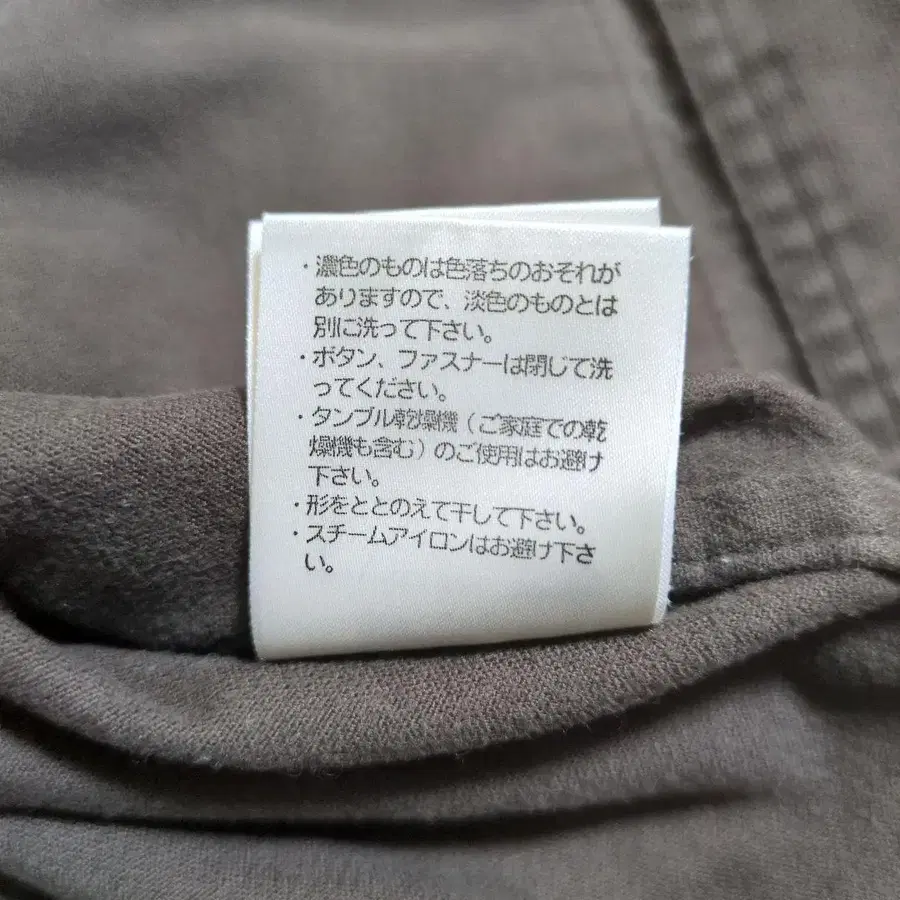 ・濃色のものは色落ちのおそれが
ありますので、淡色のものとは
別に洗って下さい。
・ボタン、ファスナーは閉じて洗
ってください。
・タンブル乾燥機（ご家庭での乾
燥機も含む）のご使用はお避け
下さい。
・形をととのえて干して下さい。
・スチームアイロンはお避け下さ
い。